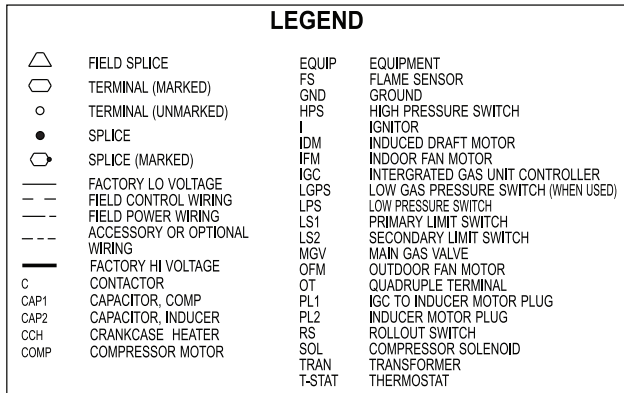 LEGEND
FIELD SPLICE
TERMINAL (MARKED)
TERMINAL (UNMARKED)
SPLICE
SPLICE (MARKED)
FACTORY LO VOLTAGE
FIELD CONTROL WIRING
FIELD POWER WIRING
ACCESSORY OR OPTIONAL
WIRING
FACTORY HI VOLTAGE
C CONTACTOR
CAP1 CAPACITOR, COMP
CAP2 CAPACITOR, INDUCER
CCH CRANKCASE HEATER
COMP COMPRESSOR MOTOR
EQUIP EQUIPMENT
FS FLAME SENSOR
GND GROUND
HPS HIGH PRESSURE SWITCH
I IGNITOR
IDM INDUCED DRAFT MOTOR
IFM INDOOR FAN MOTOR
IGC INTERGRATED GAS UNIT CONTROLLER
LGPS LOW GAS PRESSURE SWITCH (WHEN USED)
LPS LOW PRESSURE SWITCH
LS1 PRIMARY LIMIT SWITCH
LS2 SECONDARY LIMIT SWITCH
MGV MAIN GAS VALVE
OFM OUTDOOR FAN MOTOR
OT QUADRUPLE TERMINAL
PL1 IGC TO INDUCER MOTOR PLUG
PL2 INDUCER MOTOR PLUG
RS ROLLOUT SWITCH
SOL COMPRESSOR SOLENOID
TRAN TRANSFORMER
T-STAT THERMOSTAT